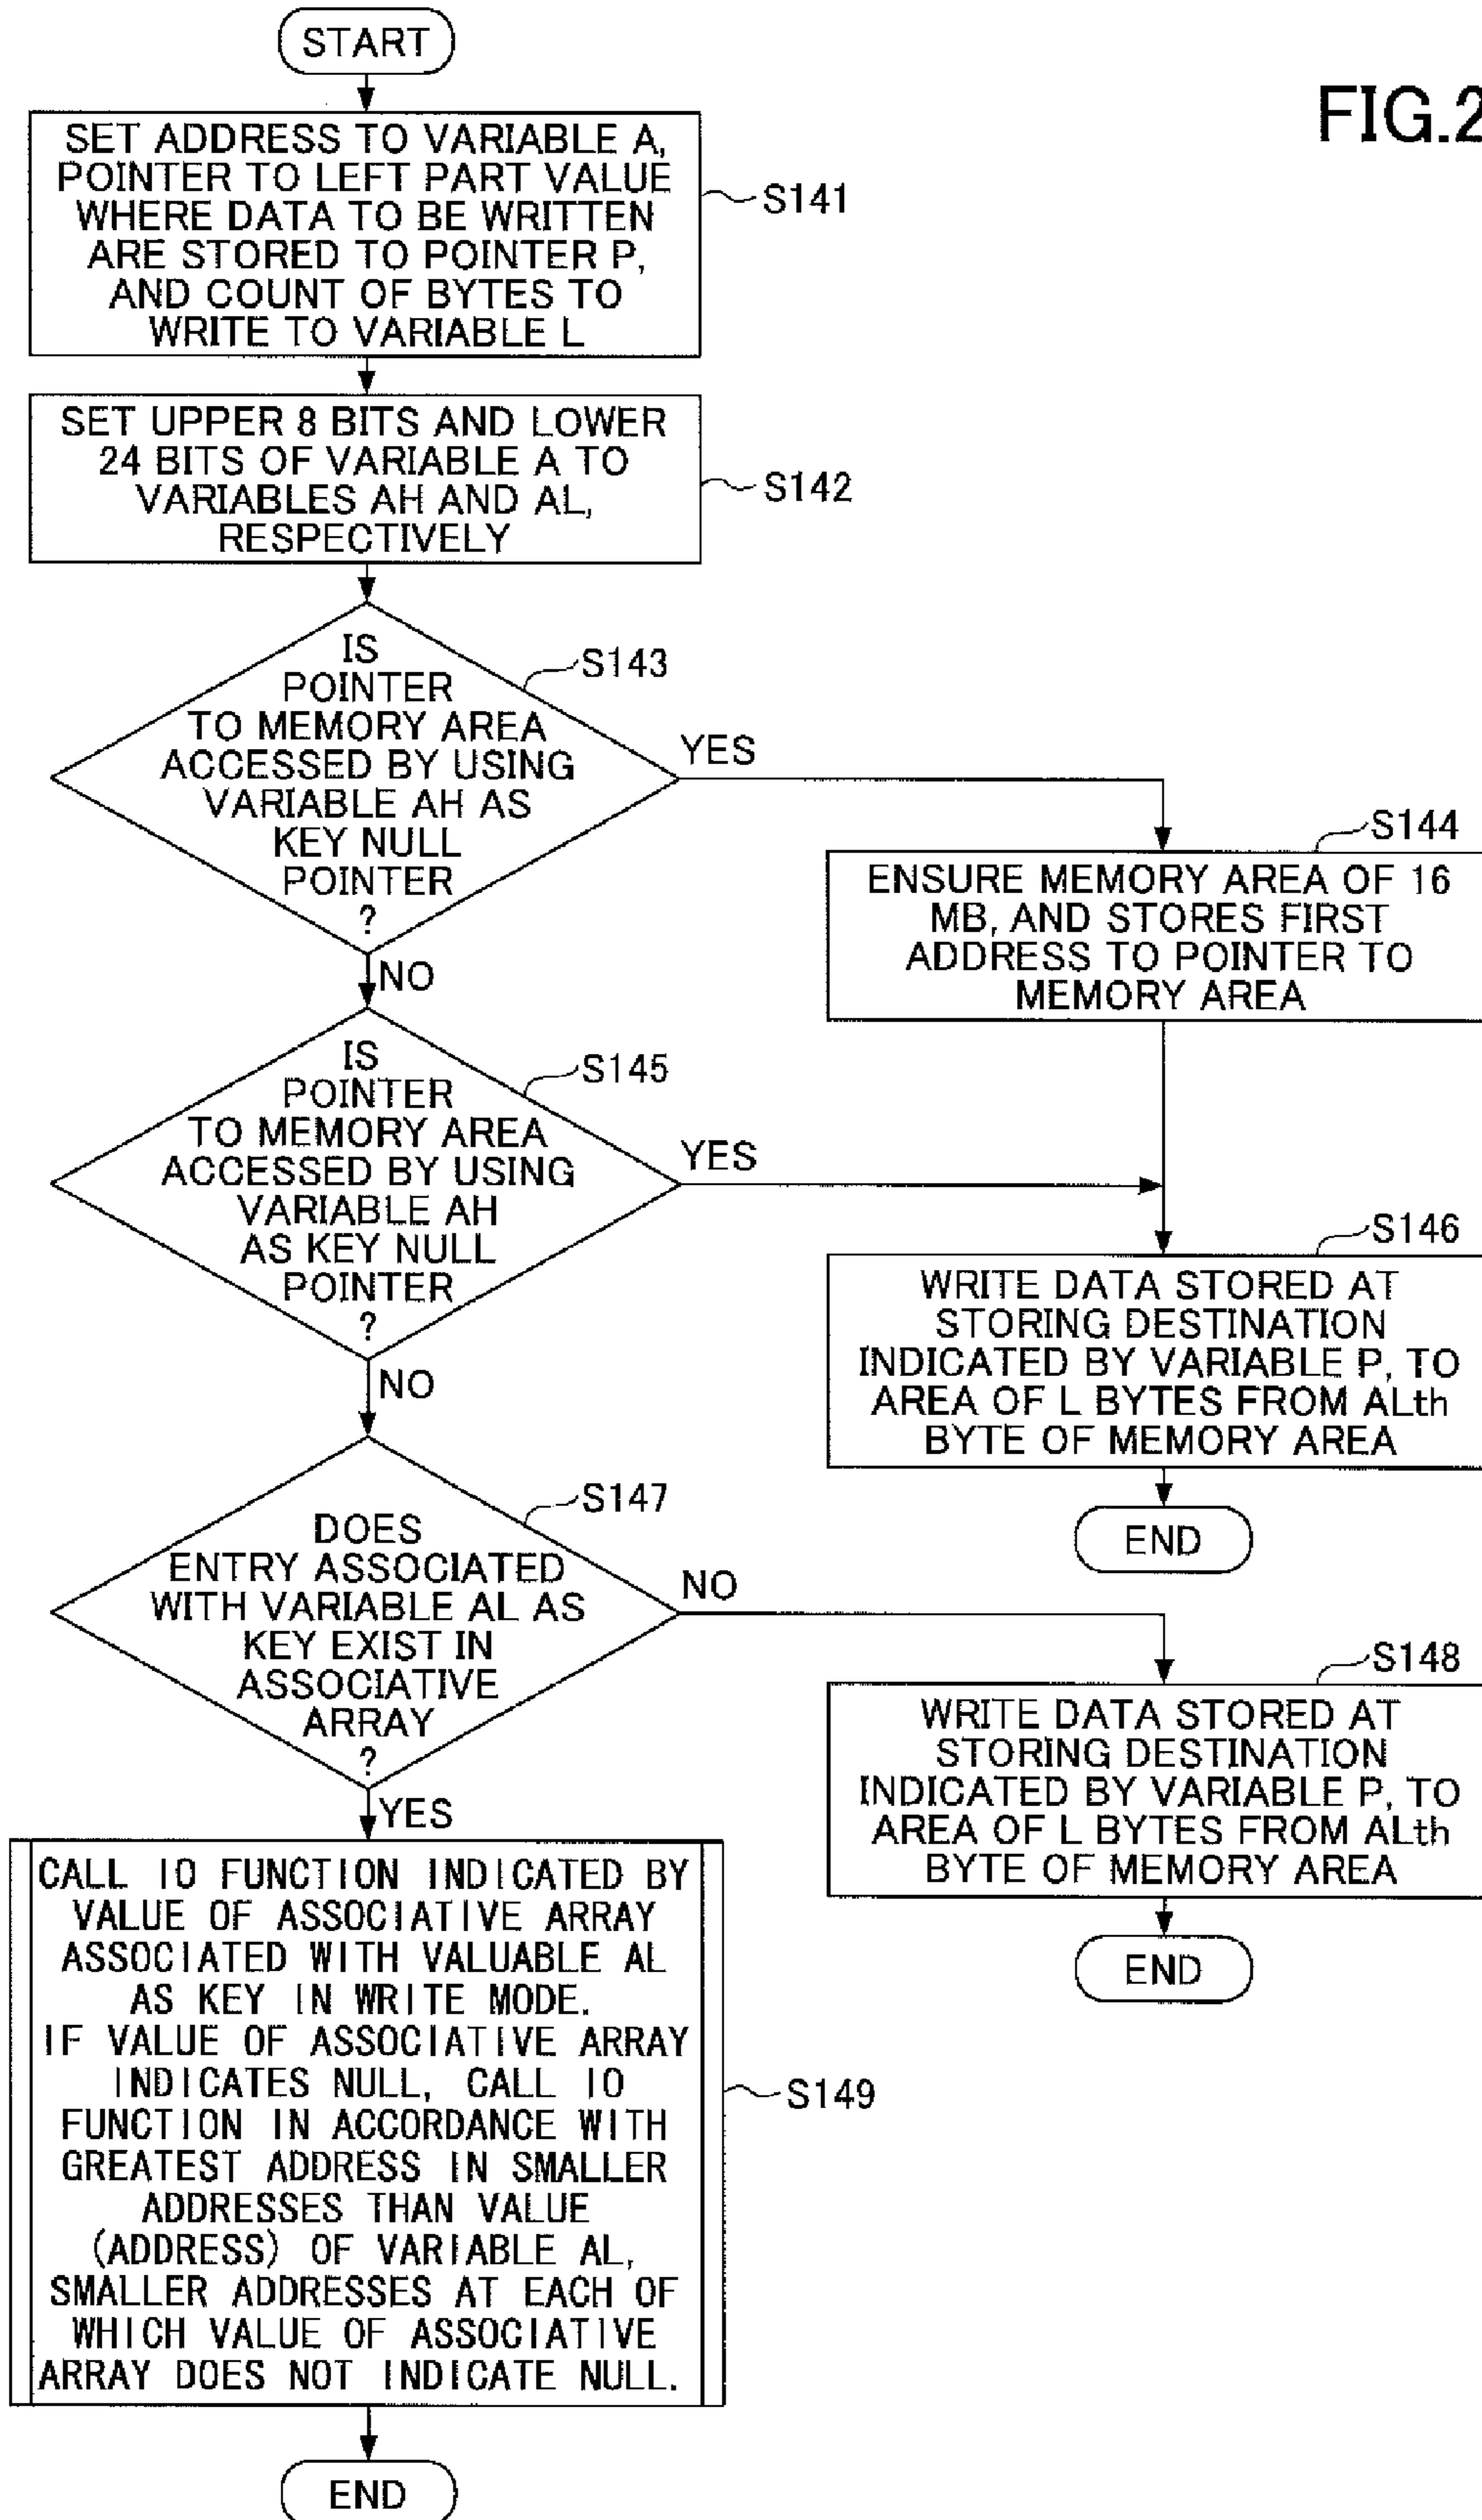 START
FIG.2
SET ADDRESS TO VARIABLE A,
POINTER TO LEFT PART VALUE
WHERE DATA TO BE WRITTEN
ARE STORED TO POINTER P,
AND COUNT OF BYTES TO
WRITE TO VARIABLE L
S141
SET UPPER 8 BITS AND LOWER
24 BITS OF VARIABLE A TO
VARIABLES AH AND AL,
RESPECTIVELY
S142
IS
POINTER
TO MEMORY AREA
ACCESSED BY USING
VARIABLE AH AS
KEY NULL
POINTER
?
S143
YES
NO
S144
ENSURE MEMORY AREA OF 16
MB, AND STORES FIRST
ADDRESS TO POINTER TO
MEMORY AREA
IS
POINTER
TO MEMORY AREA
ACCESSED BY USING
VARIABLE AH
AS KEY NULL
POINTER
?
S145
YES
NO
S146
WRITE DATA STORED AT
STORING DESTINATION
INDICATED BY VARIABLE P, TO
AREA OF L BYTES FROM ALth
BYTE OF MEMORY AREA
END
DOES
ENTRY ASSOCIATED
WITH VARIABLE AL AS
KEY EXIST IN
ASSOCIATIVE
ARRAY
?
S147
NO
YES
S148
WRITE DATA STORED AT
STORING DESTINATION
INDICATED BY VARIABLE P, TO
AREA OF L BYTES FROM ALth
BYTE OF MEMORY AREA
END
CALL IO FUNCTION INDICATED BY
VALUE OF ASSOCIATIVE ARRAY
ASSOCIATED WITH VALUABLE AL
AS KEY IN WRITE MODE.
IF VALUE OF ASSOCIATIVE ARRAY
INDICATES NULL, CALL IO
FUNCTION IN ACCORDANCE WITH
GREATEST ADDRESS IN SMALLER
ADDRESSES THAN VALUE
(ADDRESS) OF VARIABLE AL,
SMALLER ADDRESSES AT EACH OF
WHICH VALUE OF ASSOCIATIVE
ARRAY DOES NOT INDICATE NULL.
S149
END